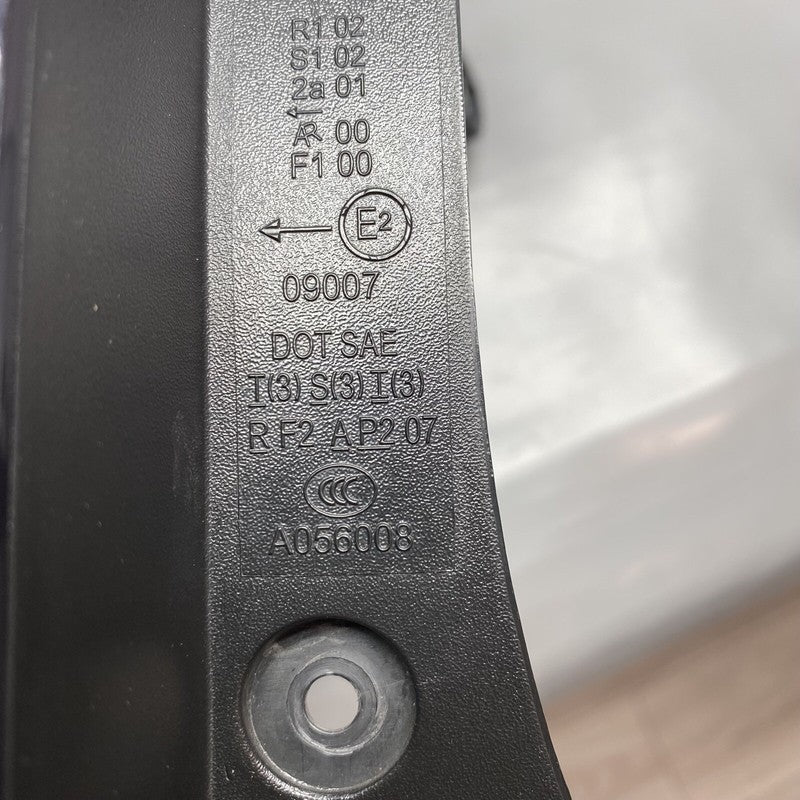 R1 02
S1 02
2a 01
AR 00
F1 00
E2
09007
DOT SAE
T(3) S(3) I(3)
R F2 A P2 07
CCC
A056008